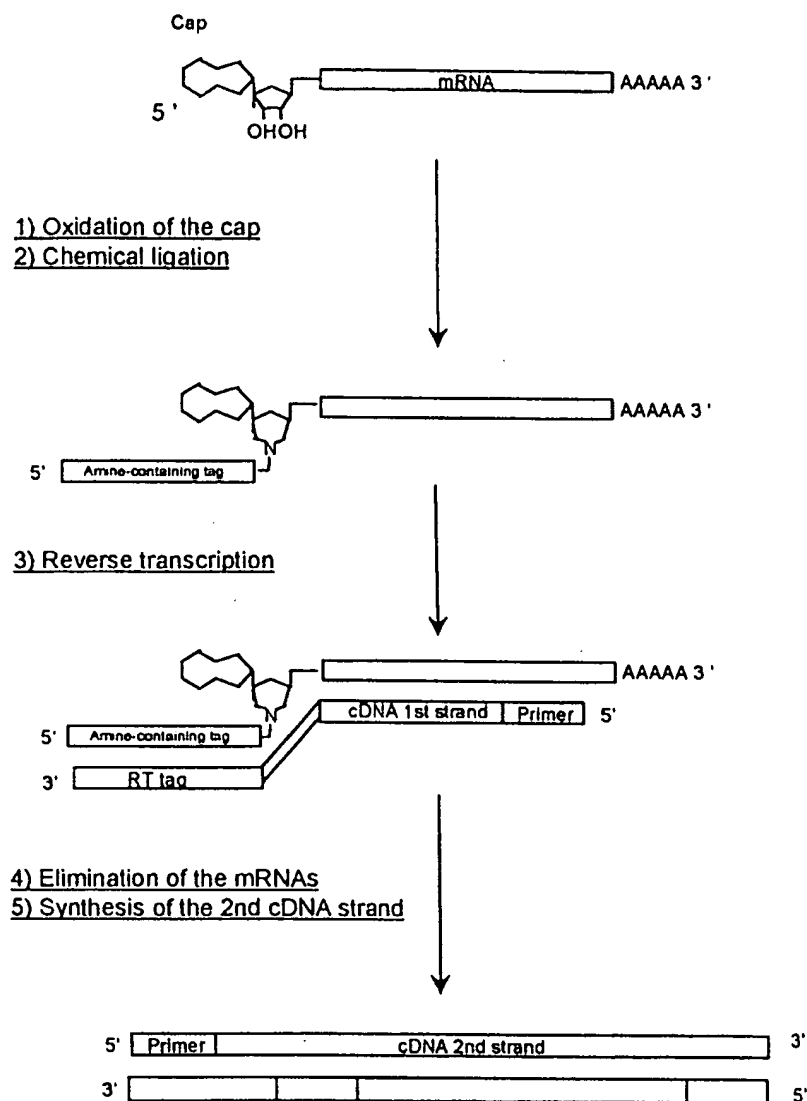 Cap
mRNA AAAAA 3 '
5 '
OHOH
1) Oxidation of the cap
2) Chemical ligation
AAAAA 3 '
N
5' Amine-containing tag
3) Reverse transcription
AAAAA 3 '
N
cDNA 1st strand Primer 5'
5' Amine-containing tag
3' RT tag
4) Elimination of the mRNAs
5) Synthesis of the 2nd cDNA strand
5' Primer cDNA 2nd strand 3'
3' 5'